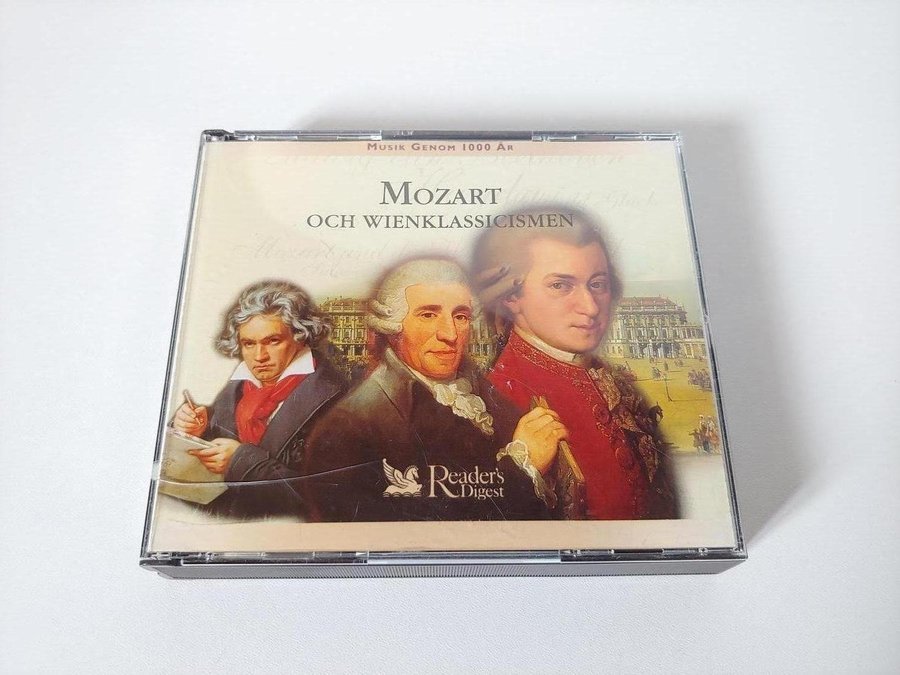 MUSIK GENOM 1000 ÅR
MOZART
OCH WIENKLASSICISMEN
Reader's
Digest